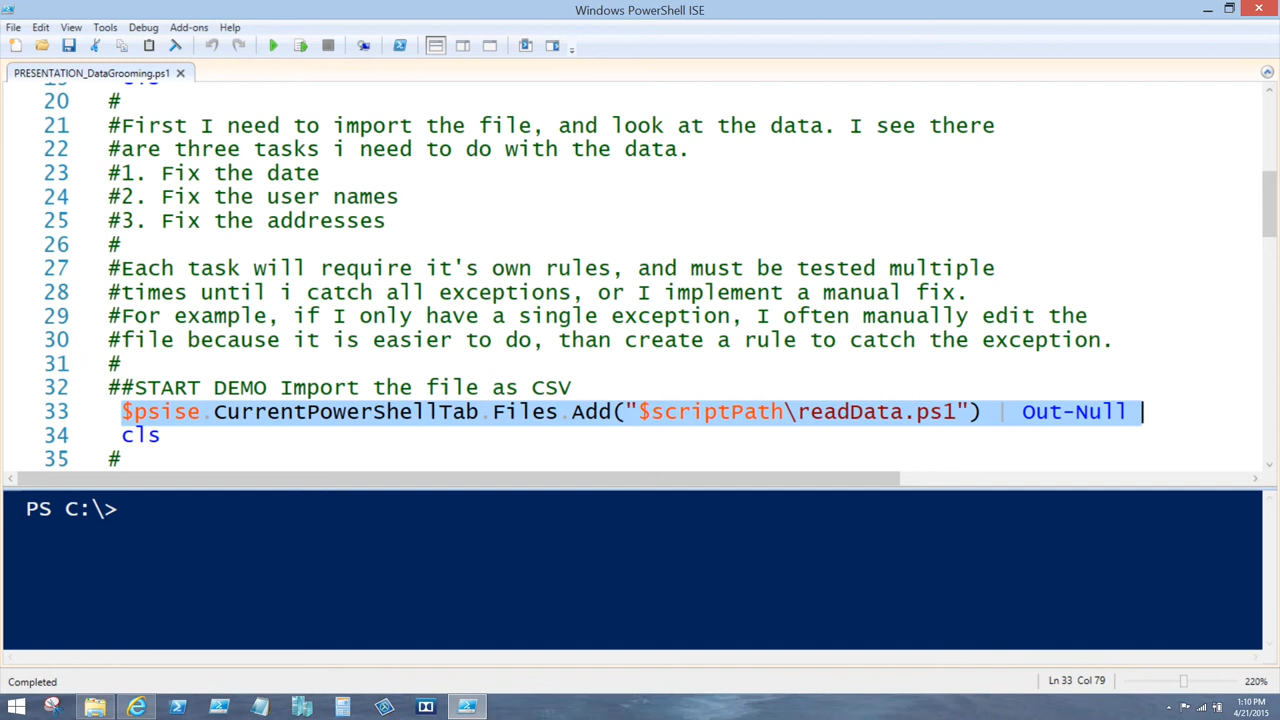 Windows PowerShell ISE
File Edit View Tools Debug Add-ons Help
PRESENTATION_DataGrooming.ps1
20 #
21 #First I need to import the file, and look at the data. I see there
22 #are three tasks i need to do with the data.
23 #1. Fix the date
24 #2. Fix the user names
25 #3. Fix the addresses
26 #
27 #Each task will require it's own rules, and must be tested multiple
28 #times until i catch all exceptions, or I implement a manual fix.
29 #For example, if I only have a single exception, I often manually edit the
30 #file because it is easier to do, than create a rule to catch the exception.
31 #
32 ##START DEMO Import the file as CSV
33 $psise.CurrentPowerShellTab.Files.Add("$scriptPath\readData.ps1") | Out-Null
34 cls
35 #
PS C:\>
Completed Ln 33 Col 79 220%
1:10 PM
4/21/2015